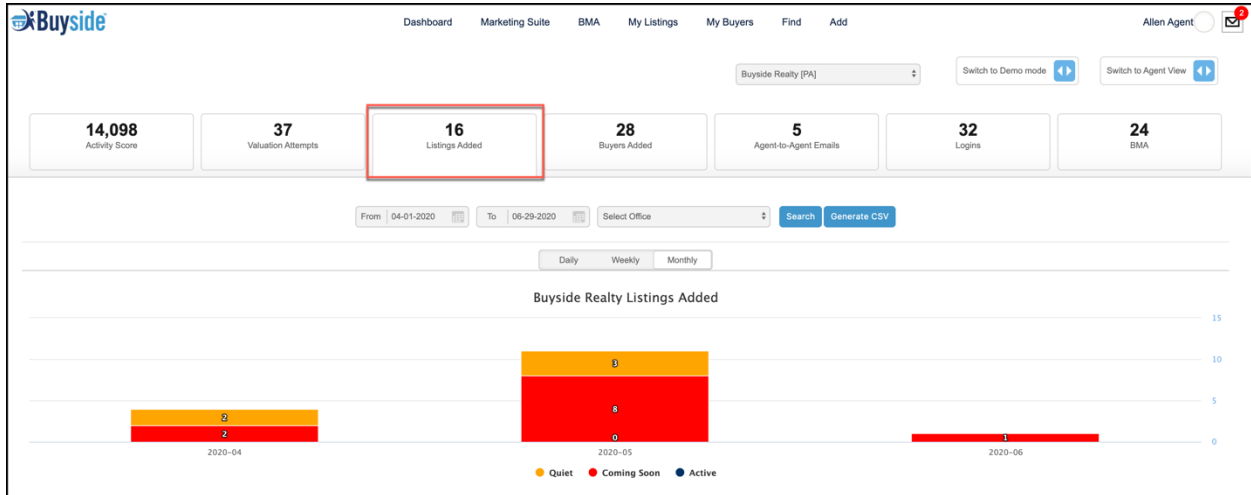 Buyside
Dashboard Marketing Suite BMA My Listings My Buyers Find Add
Allen Agent 2
Buyside Realty [PA] Switch to Demo mode Switch to Agent View
14,098 37 16 28 5 32 24
Activity Score Valuation Attempts Listings Added Buyers Added Agent-to-Agent Emails Logins BMA
From 04-01-2020 To 06-29-2020 Select Office Search Generate CSV
Daily Weekly Monthly
Buyside Realty Listings Added
15
3 10
8 5
2
2 0 1 0
2020-04 2020-05 2020-06
Quiet Coming Soon Active